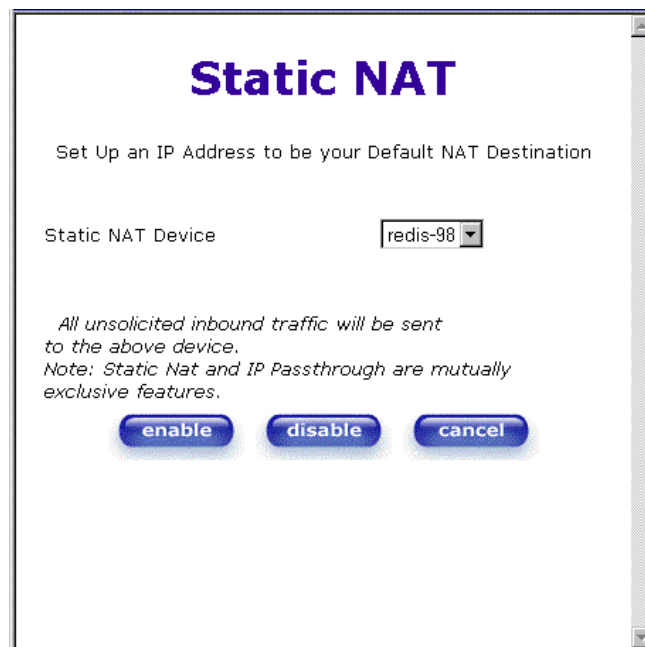 Static NAT
Set Up an IP Address to be your Default NAT Destination
Static NAT Device
redis-98
All unsolicited inbound traffic will be sent
to the above device.
Note: Static Nat and IP Passthrough are mutually
exclusive features.
enable disable cancel